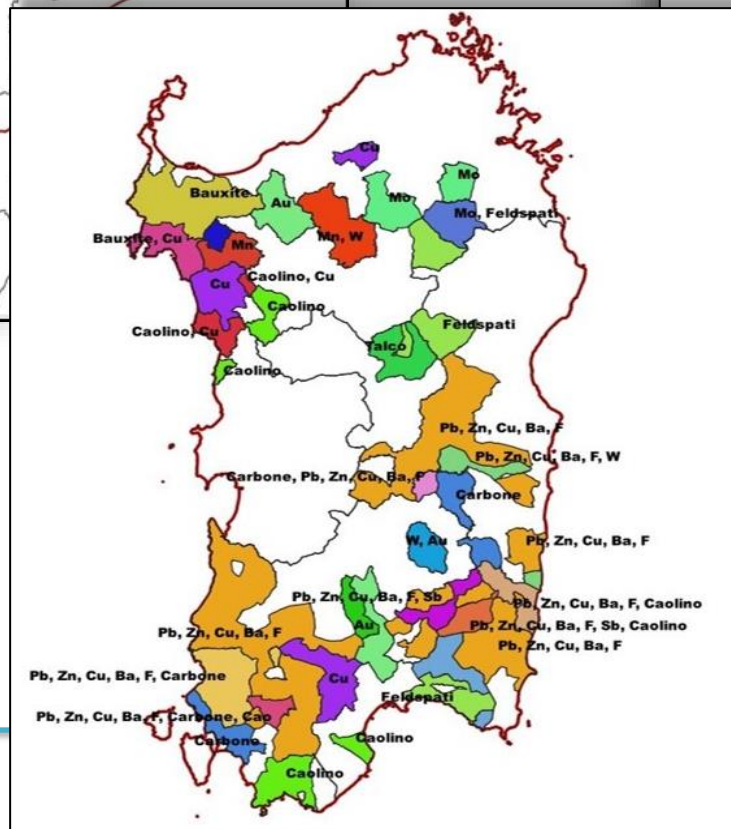 Cu
Mo
Bauxite
Au
Mo
Mo, Feldspati
Mn, W
Bauxite, Cu
Mn
Caolino, Cu
Cu
Caolino
Feldspati
Caolino, Cu
Talco
Caolino
Pb, Zn, Cu, Ba, F
Pb, Zn, Cu, Ba, F, W
Carbone, Pb, Zn, Cu, Ba, F
Carbone
W, Au
Pb, Zn, Cu, Ba, F
Pb, Zn, Cu, Ba, F, Sb
Pb, Zn, Cu, Ba, F, Caolino
Au
Pb, Zn, Cu, Ba, F, Sb, Caolino
Pb, Zn, Cu, Ba, F
Pb, Zn, Cu, Ba, F
Pb, Zn, Cu, Ba, F, Carbone
Cu
Feldspati
Pb, Zn, Cu, Ba, F, Carbone, Cao
Carbone
Caolino
Caolino